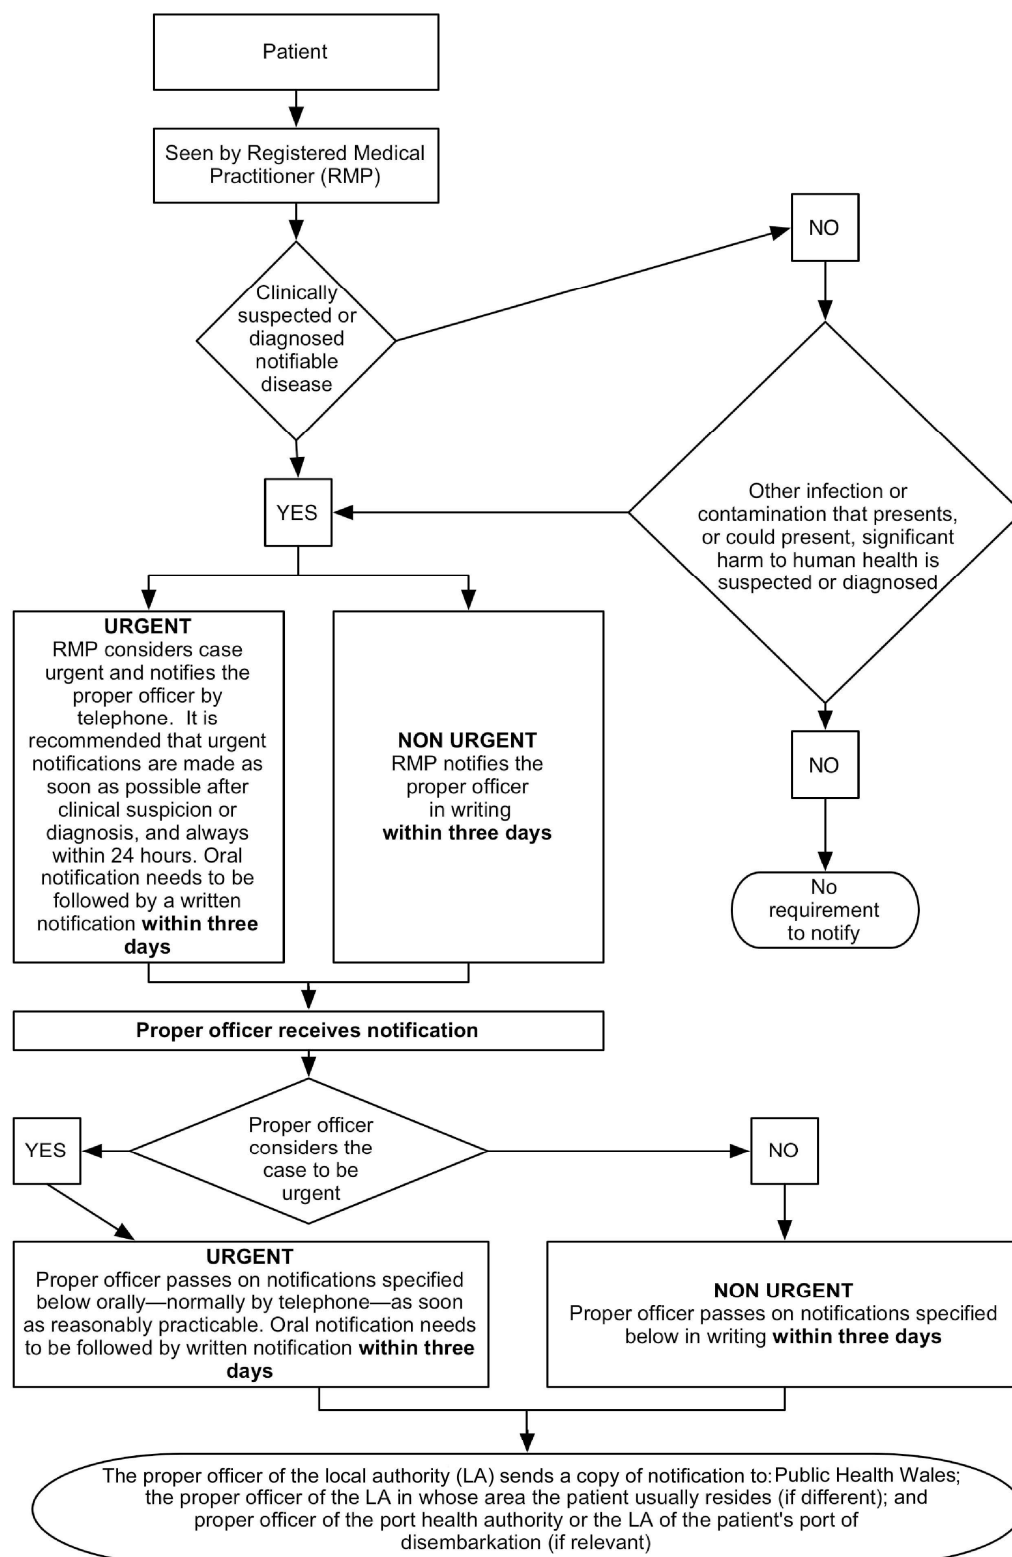 Patient
Seen by Registered Medical
Practitioner (RMP)
NO
Clinically
suspected or
diagnosed
notifiable
disease
YES
Other infection or
contamination that presents,
or could present, significant
harm to human health is
suspected or diagnosed
URGENT
RMP considers case
urgent and notifies the
proper officer by
telephone. It is
recommended that urgent
notifications are made as
soon as possible after
clinical suspicion or
diagnosis, and always
within 24 hours. Oral
notification needs to be
followed by a written
notification within three
days
NON URGENT
RMP notifies the
proper officer
in writing
within three days
NO
No
requirement
to notify
Proper officer receives notification
Proper officer
considers the
case to be
urgent
YES
NO
URGENT
Proper officer passes on notifications specified
below orally—normally by telephone—as soon
as reasonably practicable. Oral notification needs
to be followed by written notification within three
days
NON URGENT
Proper officer passes on notifications specified
below in writing within three days
The proper officer of the local authority (LA) sends a copy of notification to: Public Health Wales;
the proper officer of the LA in whose area the patient usually resides (if different); and
proper officer of the port health authority or the LA of the patient's port of
disembarkation (if relevant)